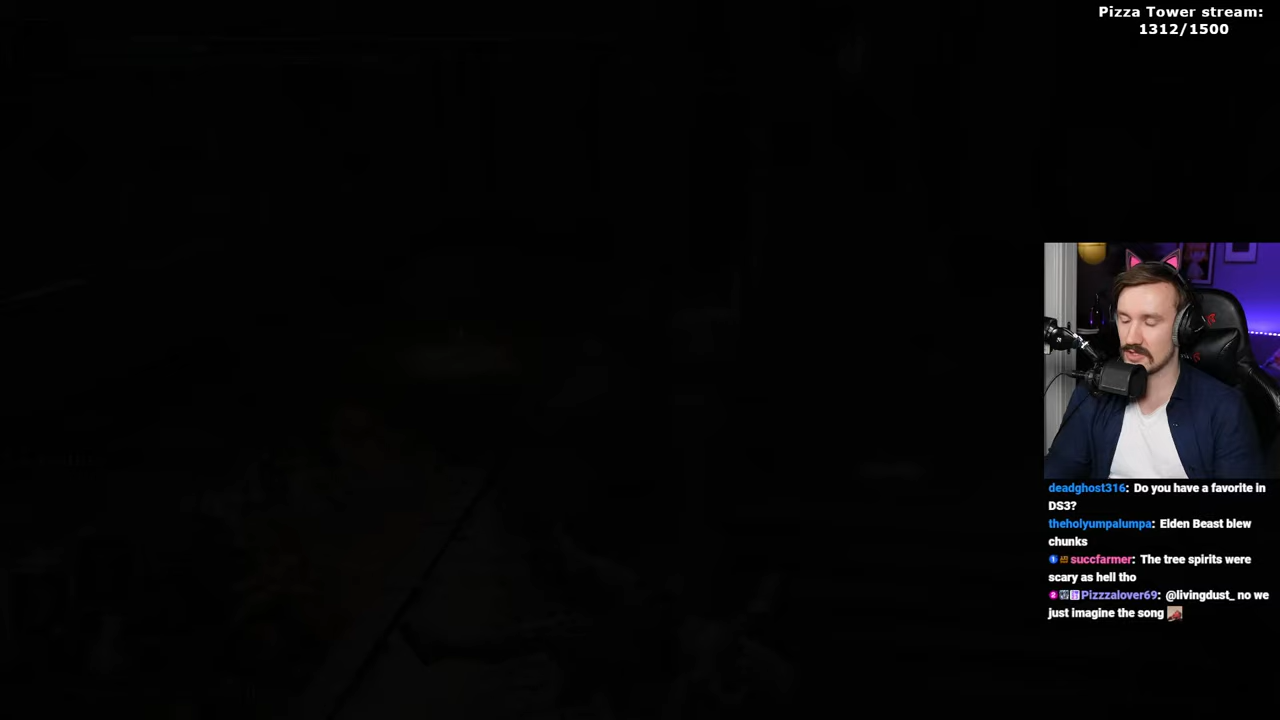 Pizza Tower stream:
1312/1500
deadghost316: Do you have a favorite in
DS3?
theholyumpalumpa: Elden Beast blew
chunks
succfarmer: The tree spirits were
scary as hell tho
Pizzzalover69: @livingdust_ no we
just imagine the song